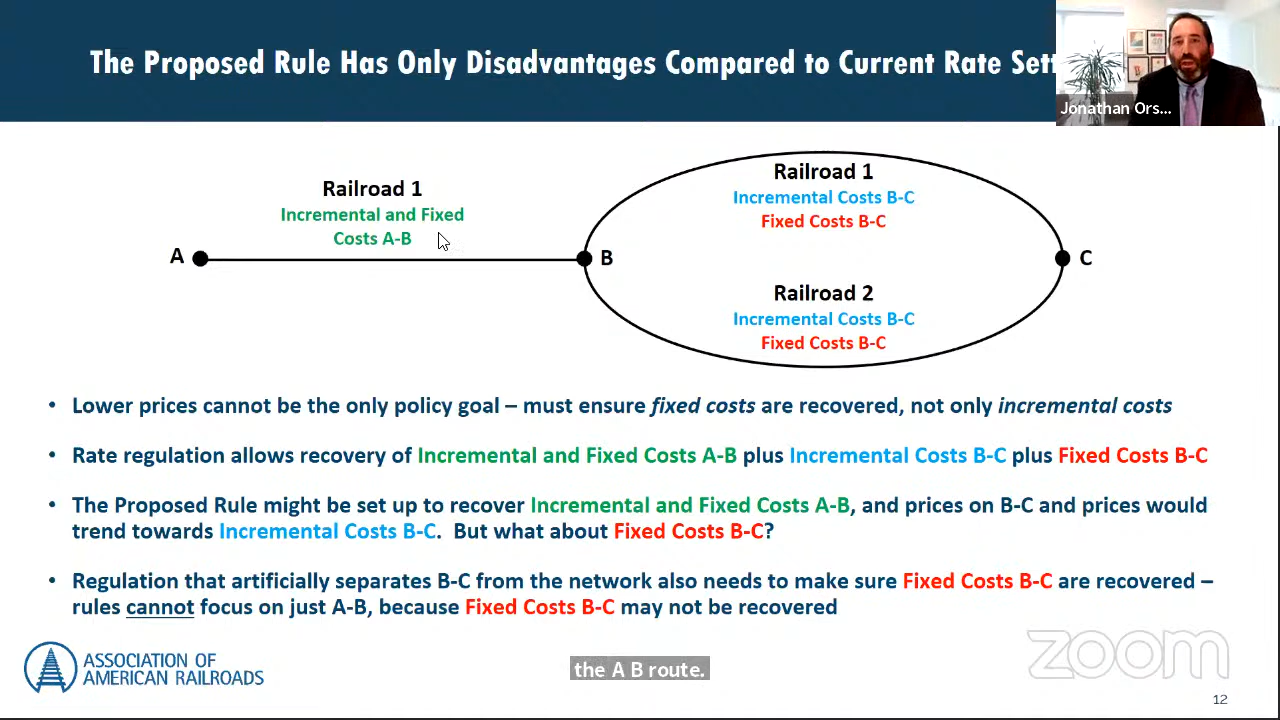 The Proposed Rule Has Only Disadvantages Compared to Current Rate Sett
Jonathan Ors...
Railroad 1
Incremental and Fixed
Costs A-B
A
B
Railroad 1
Incremental Costs B-C
Fixed Costs B-C
C
Railroad 2
Incremental Costs B-C
Fixed Costs B-C
• Lower prices cannot be the only policy goal – must ensure fixed costs are recovered, not only incremental costs
• Rate regulation allows recovery of Incremental and Fixed Costs A-B plus Incremental Costs B-C plus Fixed Costs B-C
• The Proposed Rule might be set up to recover Incremental and Fixed Costs A-B, and prices on B-C and prices would
trend towards Incremental Costs B-C. But what about Fixed Costs B-C?
• Regulation that artificially separates B-C from the network also needs to make sure Fixed Costs B-C are recovered –
rules cannot focus on just A-B, because Fixed Costs B-C may not be recovered
ASSOCIATION OF
AMERICAN RAILROADS
the A B route.
zoom
12